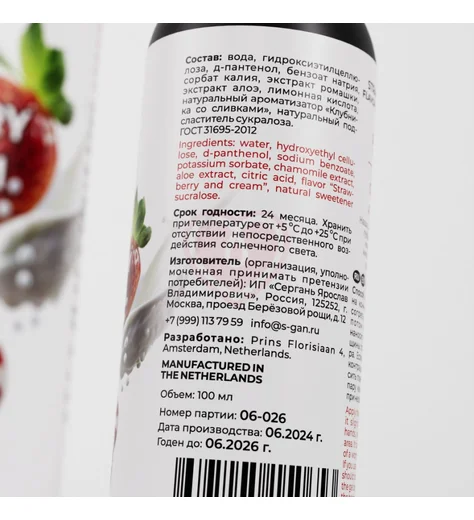 Состав: вода, гидроксиэтилцеллю-
лоза, д-пантенол, бензоат натрия,
сорбат калия, экстракт ромашки,
экстракт алоэ, лимонная кислота,
натуральный ароматизатор «Клубни-
ка со сливками», натуральный под-
сластитель сукралоза.
ГОСТ 31695-2012
Ingredients: water, hydroxyethyl cellu-
lose, d-panthenol, sodium benzoate,
potassium sorbate, chamomile extract,
aloe extract, citric acid, flavor "Straw-
berry and cream", natural sweetener
sucralose.
Срок годности: 24 месяца. Хранить
при температуре от +5 °С до +25 °С при
отсутствии непосредственного воз-
действия солнечного света.
Изготовитель (организация, уполно-
моченная принимать претензии
потребителей): ИП «Сергань Ярослав
Владимирович», Россия, 125252, г.
Москва, проезд Берёзовой рощи, д. 12
+7 (999) 113 79 59 info@s-gan.ru
Разработано: Prins Florisiaan 4,
Amsterdam, Netherlands.
MANUFACTURED IN
THE NETHERLANDS
Объем: 100 мл
Номер партии: 06-026
Дата производства: 06.2024 г.
Годен до: 06.2026 г.